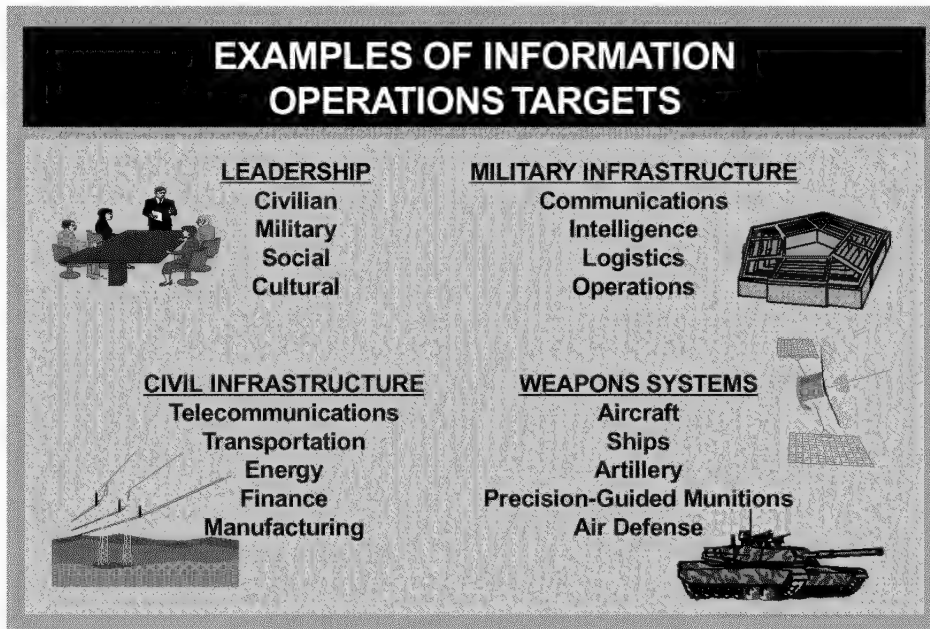 EXAMPLES OF INFORMATION
OPERATIONS TARGETS
LEADERSHIP
Civilian
Military
Social
Cultural
MILITARY INFRASTRUCTURE
Communications
Intelligence
Logistics
Operations
CIVIL INFRASTRUCTURE
Telecommunications
Transportation
Energy
Finance
Manufacturing
WEAPONS SYSTEMS
Aircraft
Ships
Artillery
Precision-Guided Munitions
Air Defense